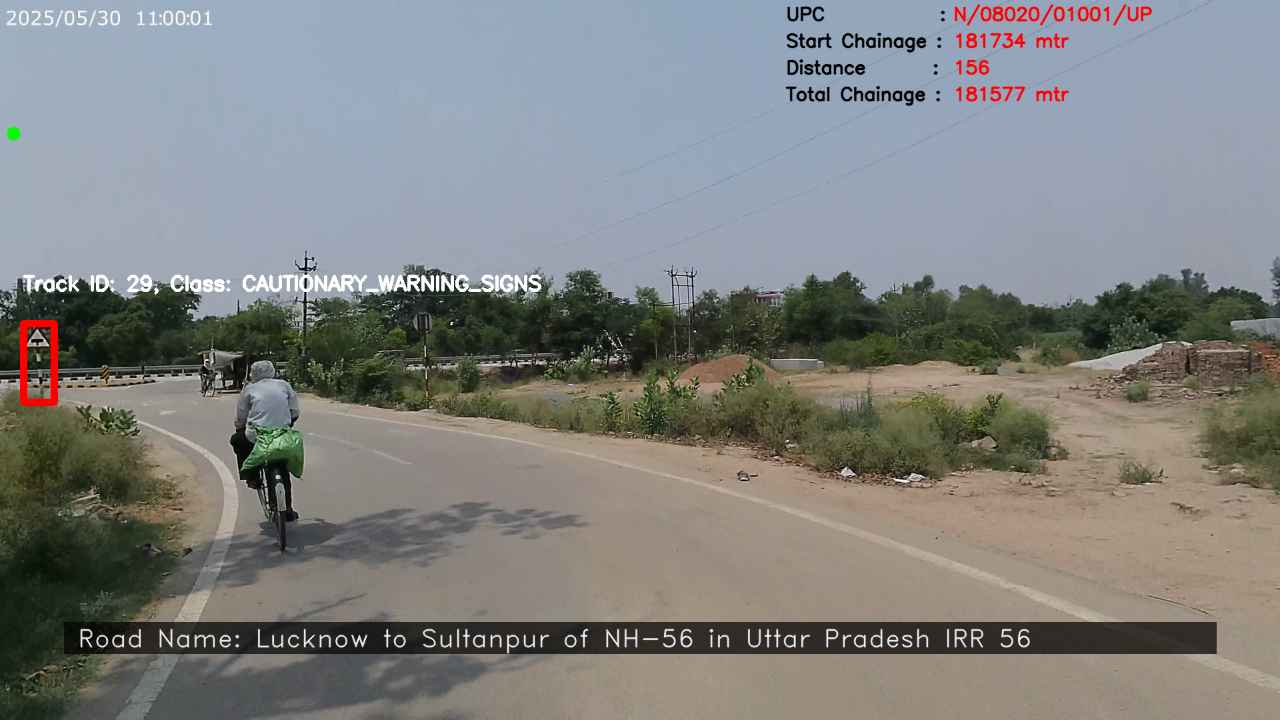 2025/05/30 11:00:01
UPC : N/08020/01001/UP
Start Chainage : 181734 mtr
Distance : 156
Total Chainage : 181577 mtr
Track ID: 29, Class: CAUTIONARY_WARNING_SIGNS
Road Name: Lucknow to Sultanpur of NH-56 in Uttar Pradesh IRR 56